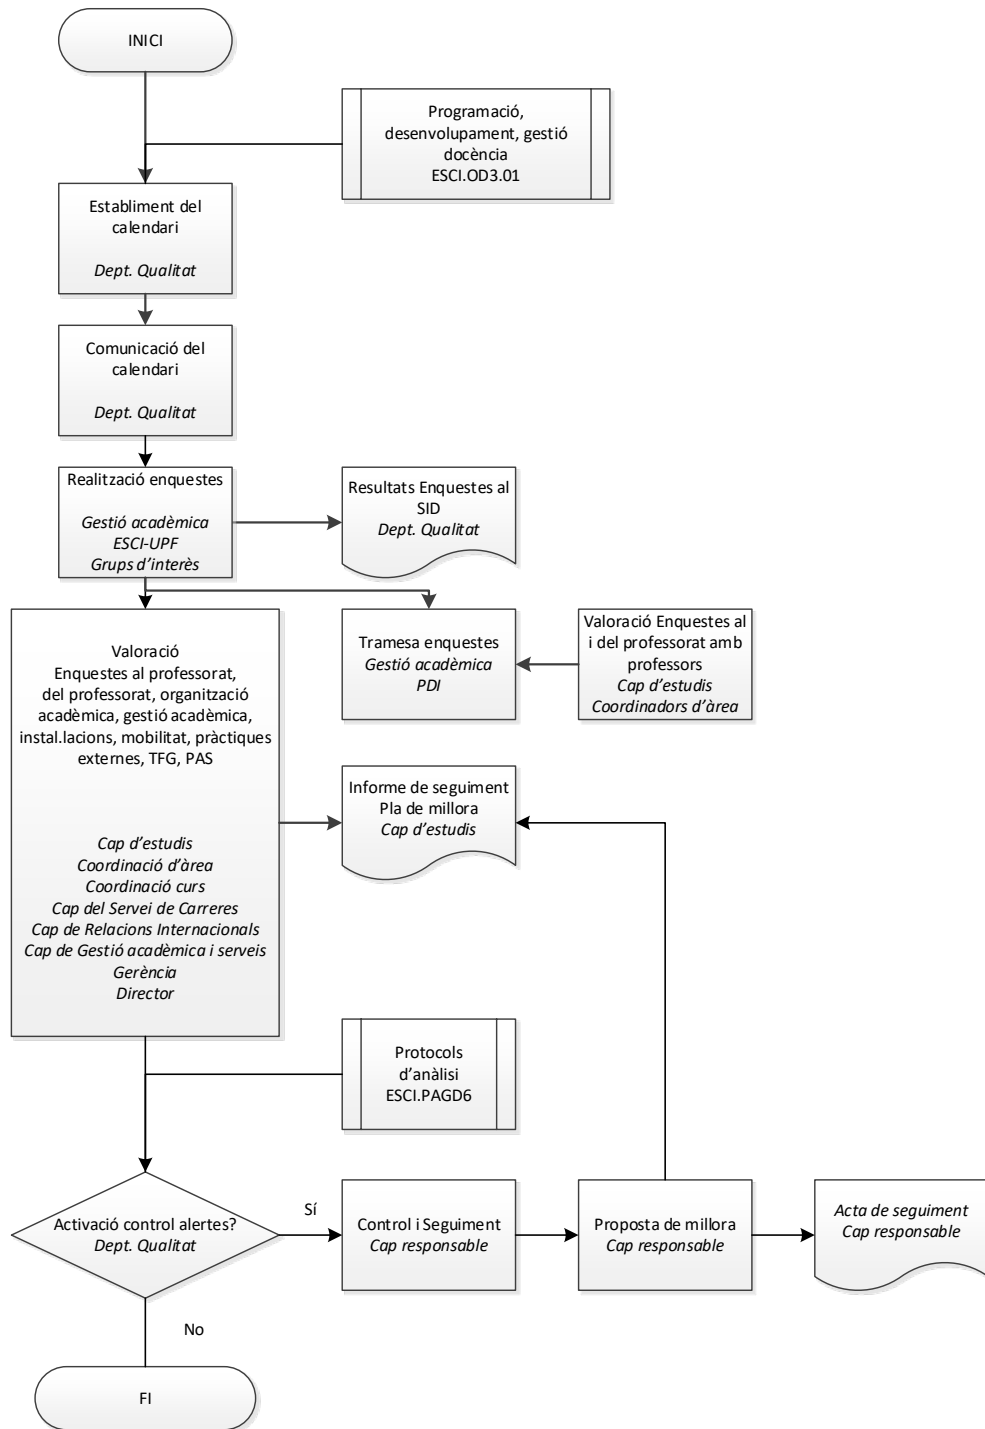 INICI
Programació,
desenvolupament, gestió
docència
ESCI.OD3.01
Establiment del
calendari
Dept. Qualitat
Comunicació del
calendari
Dept. Qualitat
Realització enquestes
Gestió acadèmica
ESCI-UPF
Grups d'interès
Resultats Enquestes al
SID
Dept. Qualitat
Valoració
Enquestes al professorat,
del professorat, organització
acadèmica, gestió acadèmica,
instal.lacions, mobilitat, pràctiques
externes, TFG, PAS
Cap d'estudis
Coordinació d'àrea
Coordinació curs
Cap del Servei de Carreres
Cap de Relacions Internacionals
Cap de Gestió acadèmica i serveis
Gerència
Director
Tramesa enquestes
Gestió acadèmica
PDI
Valoració Enquestes al
i del professorat amb
professors
Cap d'estudis
Coordinadors d'àrea
Informe de seguiment
Pla de millora
Cap d'estudis
Protocols
d'anàlisi
ESCI.PAGD6
Activació control alertes?
Dept. Qualitat
Sí
Control i Seguiment
Cap responsable
Proposta de millora
Cap responsable
Acta de seguiment
Cap responsable
No
FI